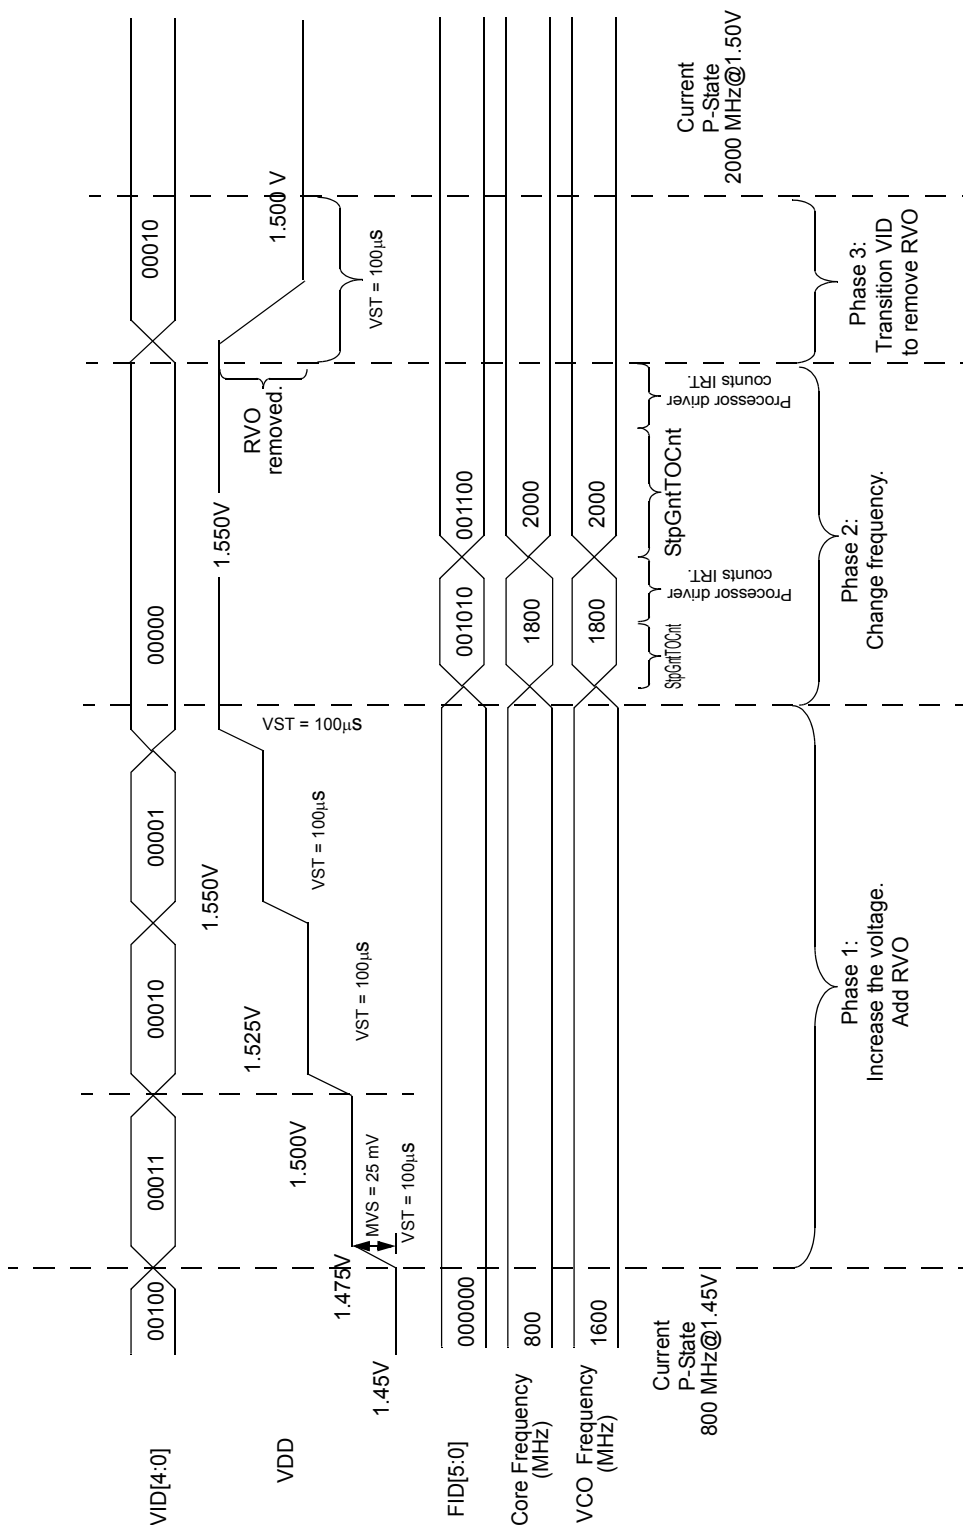 VID[4:0]
00100
00011
00010
00001
00000
00010
VDD
1.45V
1.475V
1.500V
1.525V
1.550V
1.550V
1.500 V
MVS = 25 mV
VST = 100µs
VST = 100µs
VST = 100µs
VST = 100µs
RVO
removed.
VST = 100µs
FID[5:0]
000000
001010
001100
Core Frequency
(MHz)
800
1800
2000
VCO Frequency
(MHz)
1600
1800
2000
StpGntTOCnt
Processor driver
counts IRT.
StpGntTOCnt
Processor driver
counts IRT.
Current
P-State
800 MHz@1.45V
Current
P-State
2000 MHz@1.50V
Phase 1:
Increase the voltage.
Add RVO
Phase 2:
Change frequency.
Phase 3:
Transition VID
to remove RVO